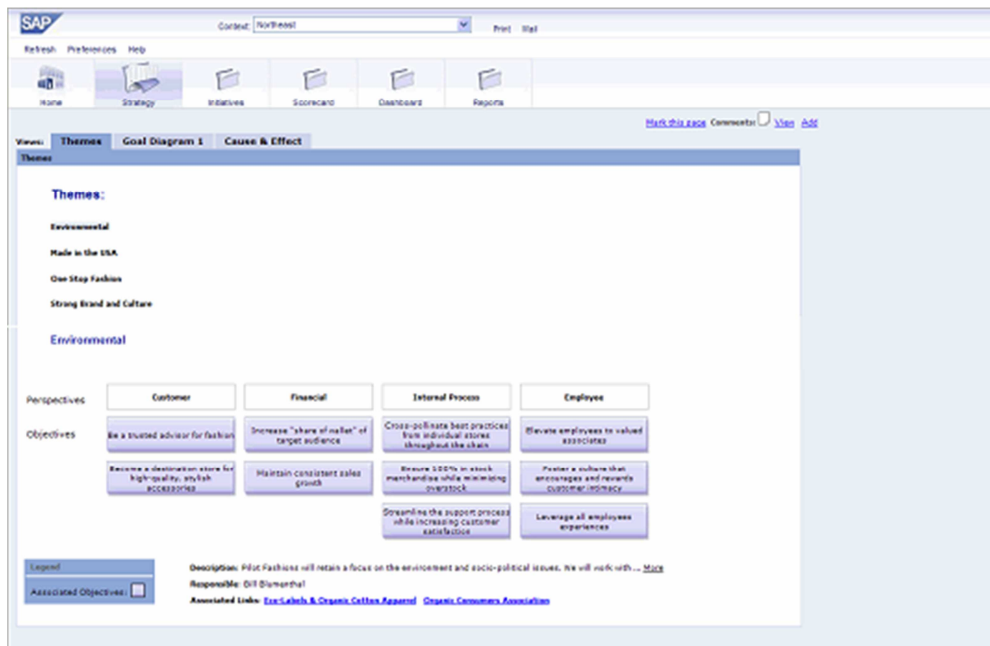 SAP
Context: Northeast
Print Mail
Refresh Preferences Help
Home Strategy Initiatives Scorecard Dashboard Reports
Mark this page Comments: View Add
Views: Themes Goal Diagram 1 Cause & Effect
Themes
Themes:
Environmental
Made in the USA
One Stop Fashion
Strong Brand and Culture
Environmental
Perspectives Customer Financial Internal Process Employee
Objectives
Be a trusted advisor for fashion
Increase "share of wallet" of
target audience
Cross-pollinate best practices
from individual stores
throughout the chain
Elevate employees to valued
associates
Become a destination store for
high-quality, stylish
accessories
Maintain consistent sales
growth
Ensure 100% in stock
merchandise while minimizing
overstock
Foster a culture that
encourages and rewards
customer intimacy
Streamline the support process
while increasing customer
satisfaction
Leverage all employees
experiences
Legend
Associated Objectives:
Description: Pilot Fashions will retain a focus on the environment and socio-political issues. We will work with ... More
Responsible: Bill Blumenthal
Associated Links: Eco-Labels & Organic Cotton Apparel Organic Consumers Association